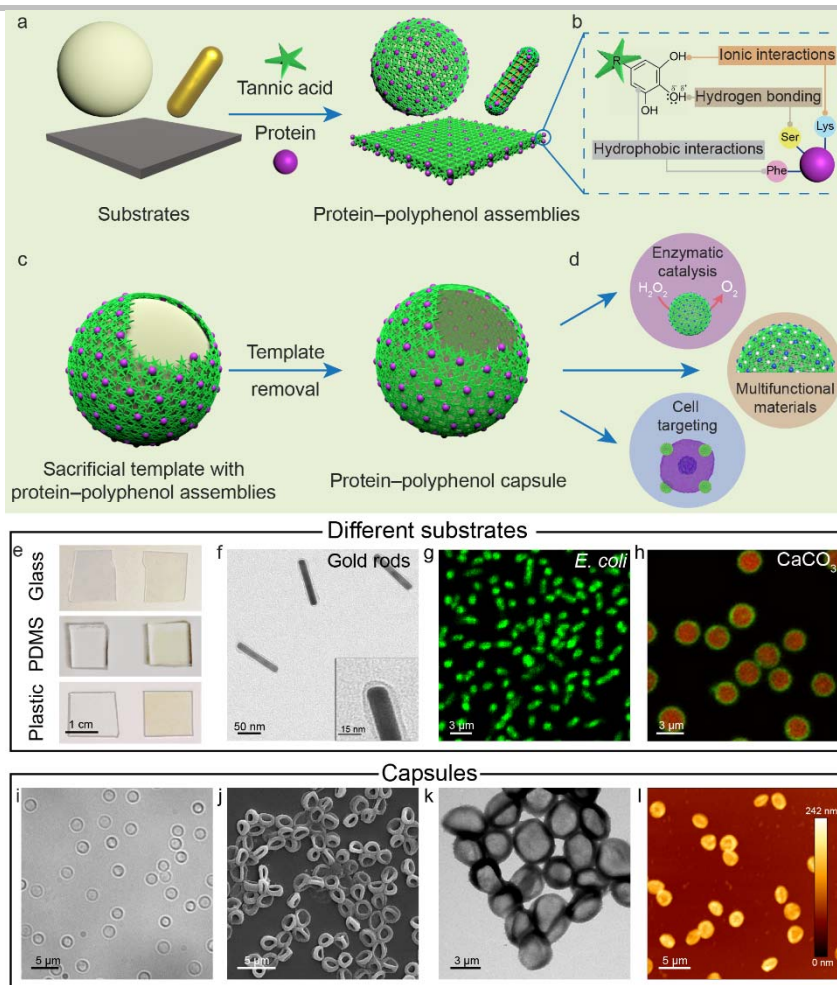 a
Tannic acid
Protein
Substrates
Protein–polyphenol assemblies
b
R
OH
δ⁻ δ⁺
OH
OH
Ionic interactions
Hydrogen bonding
Hydrophobic interactions
Lys
Ser
Phe
c
Template
removal
Sacrificial template with
protein–polyphenol assemblies
Protein–polyphenol capsule
d
Enzymatic
catalysis
H₂O₂
O₂
Multifunctional
materials
Cell
targeting
Different substrates
e
Glass
PDMS
Plastic
1 cm
f
Gold rods
50 nm
15 nm
g
E. coli
3 μm
h
CaCO₃
3 μm
Capsules
i
5 μm
j
5 μm
k
3 μm
l
242 nm
0 nm
5 μm